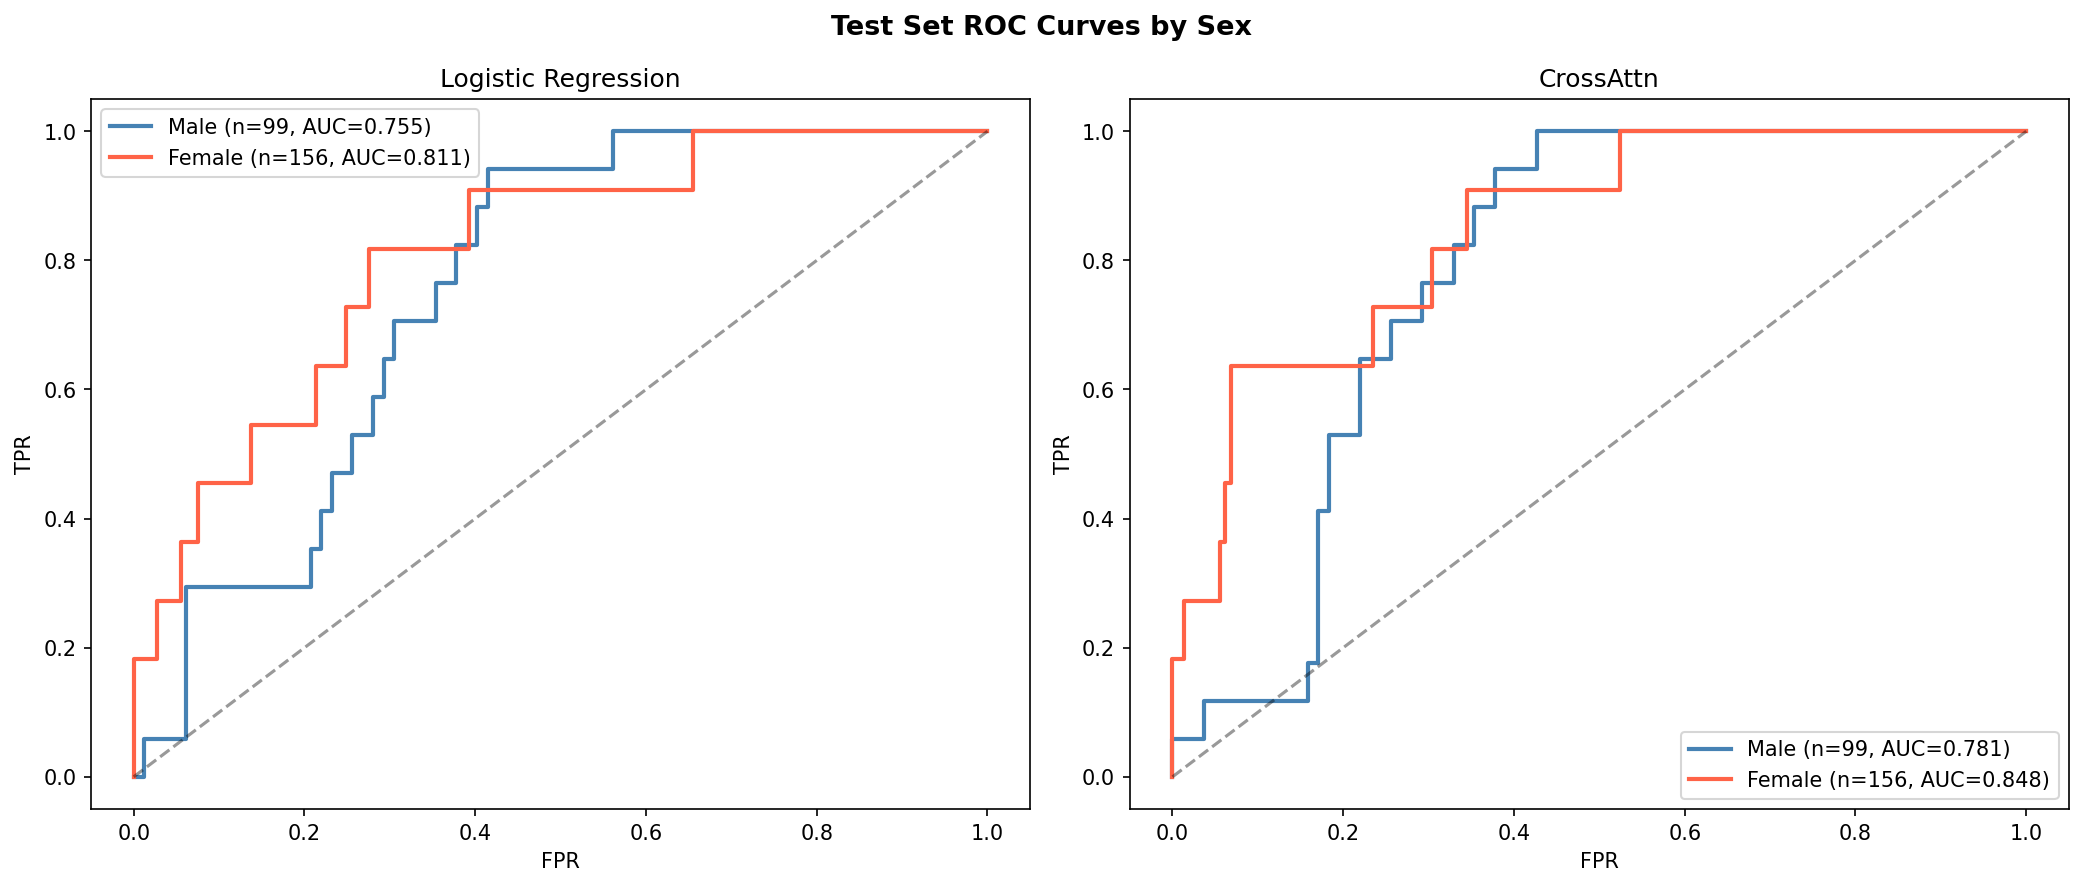 Test Set ROC Curves by Sex
Logistic Regression
Male (n=99, AUC=0.755)
Female (n=156, AUC=0.811)
TPR
1.0
0.8
0.6
0.4
0.2
0.0
0.0 0.2 0.4 0.6 0.8 1.0
FPR
CrossAttn
TPR
1.0
0.8
0.6
0.4
0.2
0.0
Male (n=99, AUC=0.781)
Female (n=156, AUC=0.848)
0.0 0.2 0.4 0.6 0.8 1.0
FPR